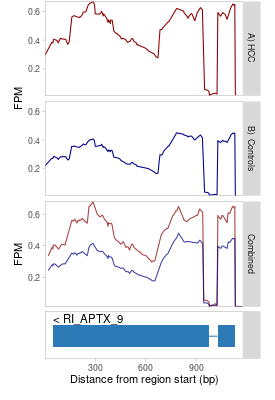 0.6
0.4
0.2
A) HCC
FPM
0.6
0.4
0.2
B) Controls
FPM
0.6
0.4
0.2
Combined
< RI_APTX_9
300 600 900
Distance from region start (bp)